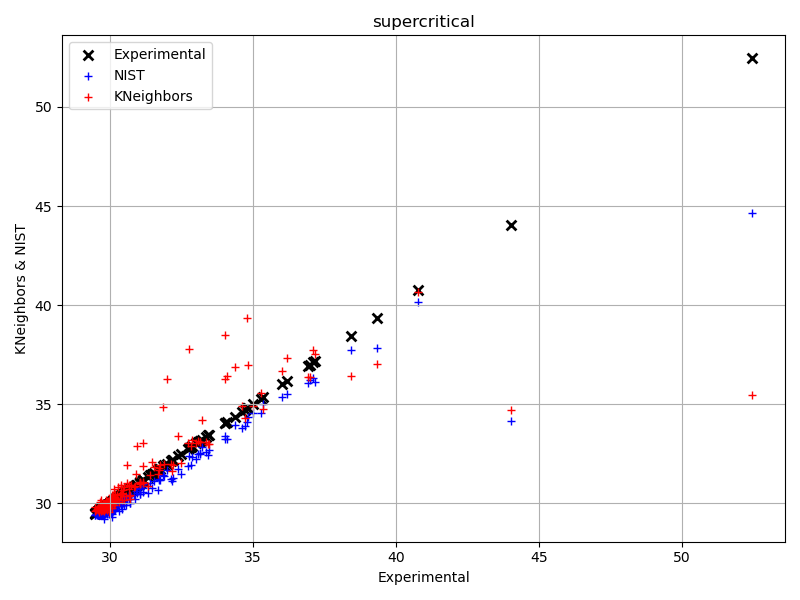 supercritical
Experimental
NIST
KNeighbors
KNeighbors & NIST
50
45
40
35
30
30
35
40
45
50
Experimental